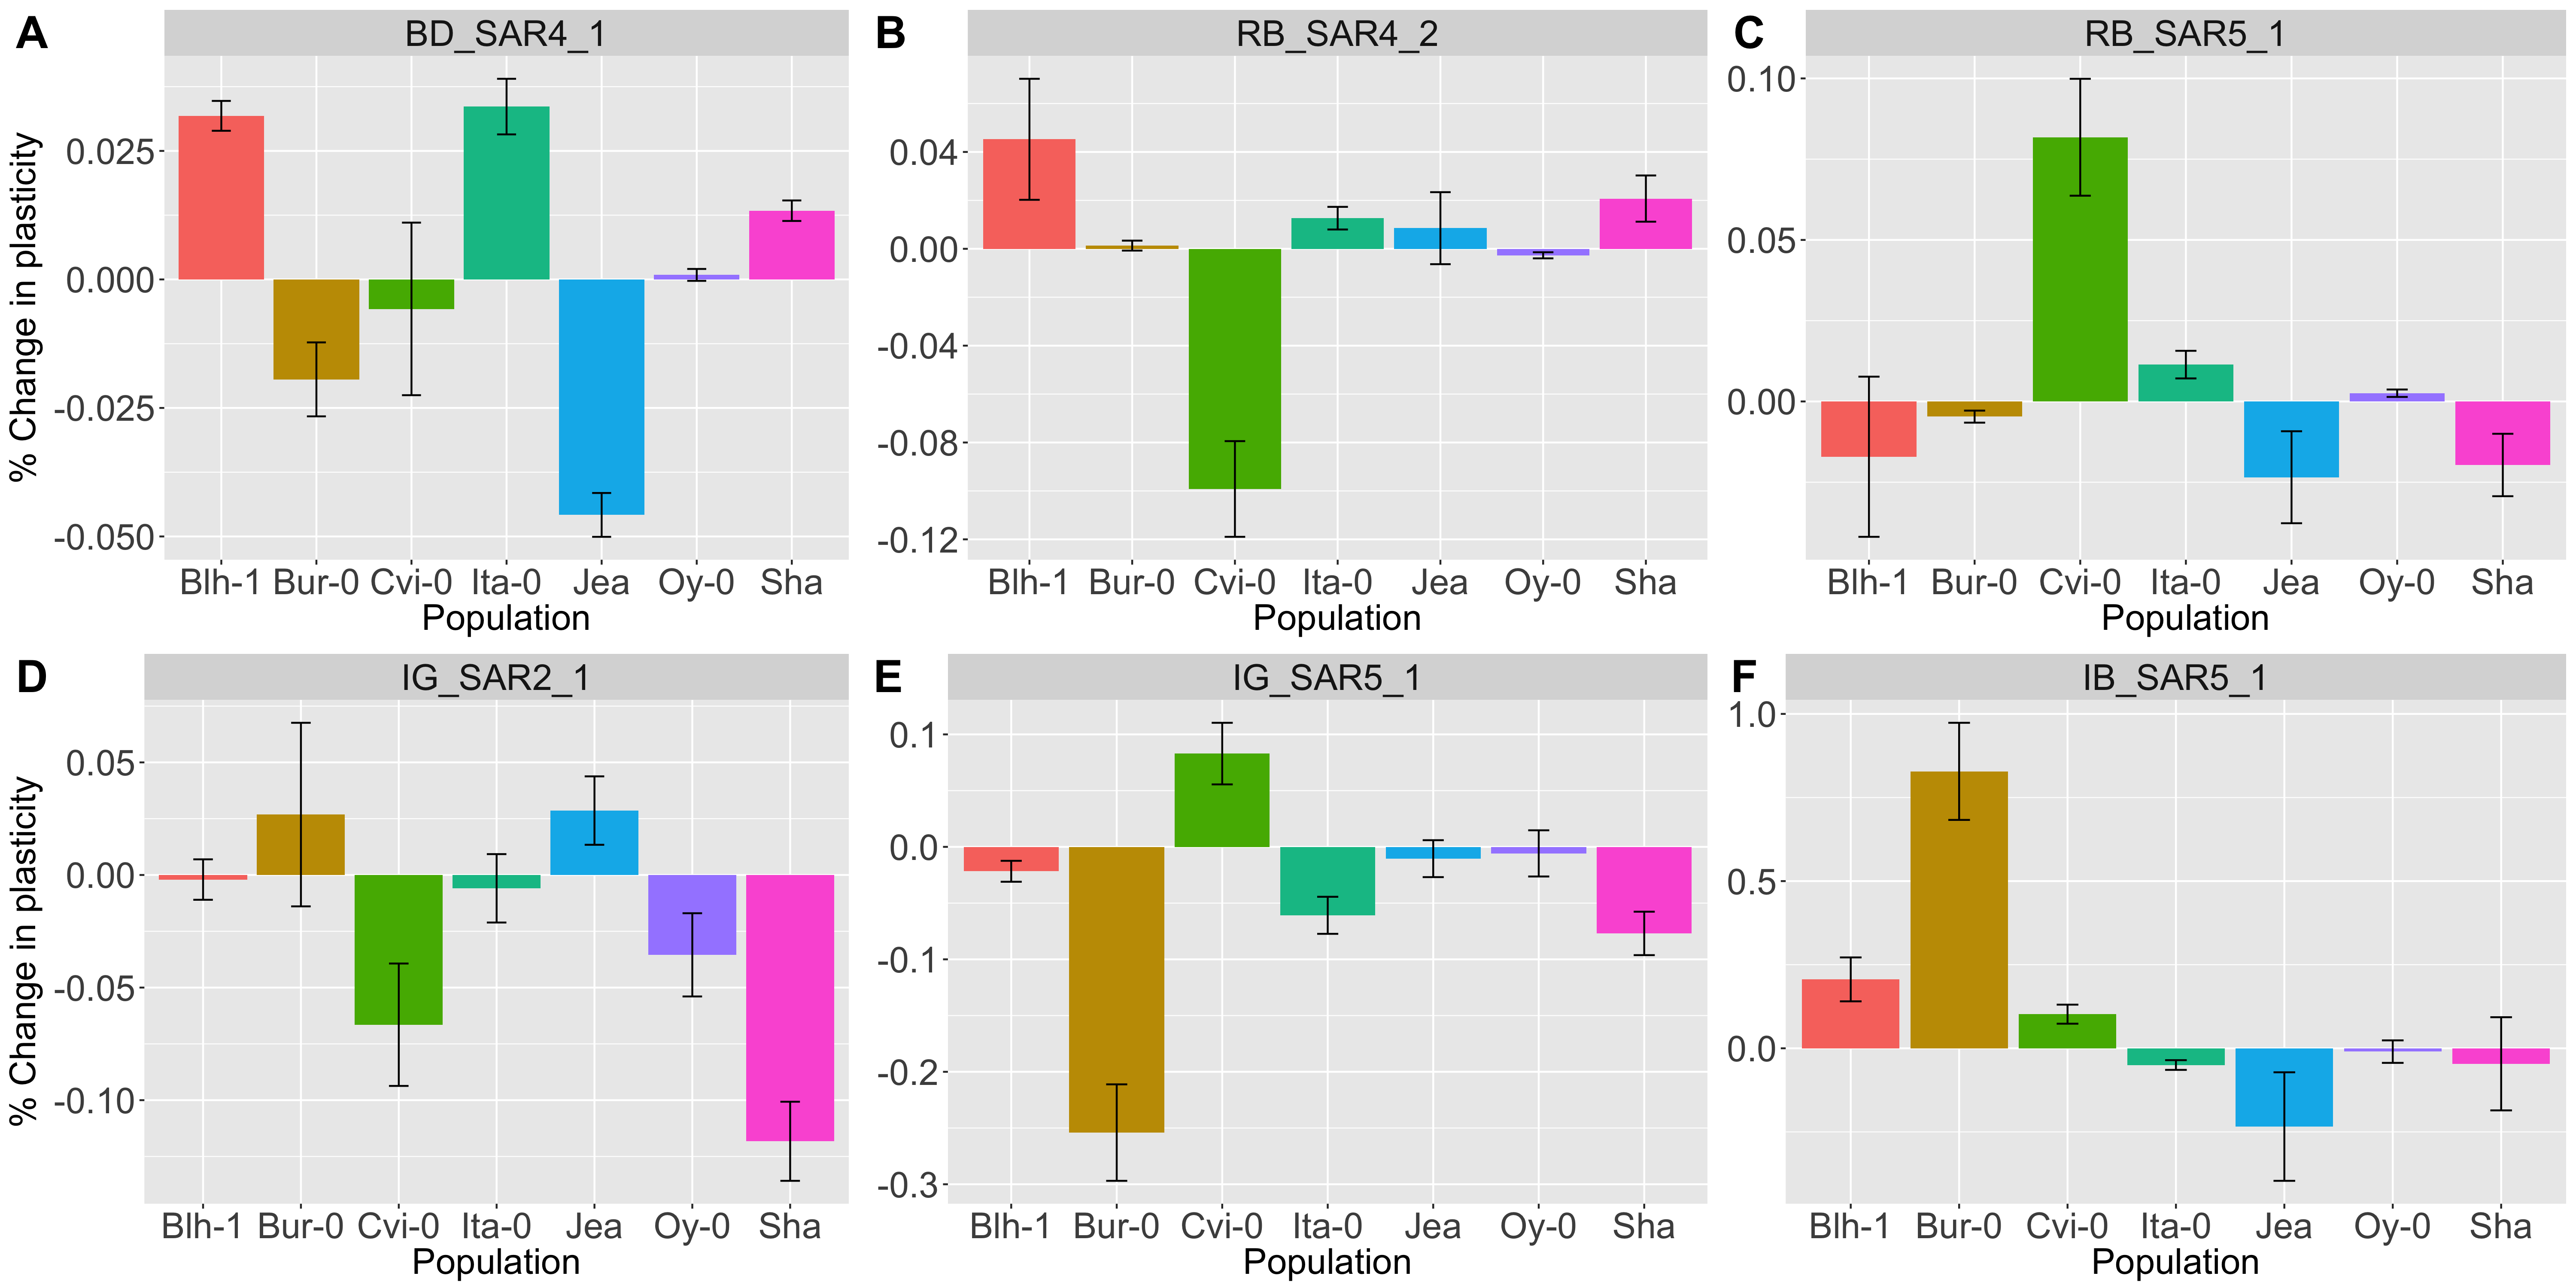 A
BD_SAR4_1
% Change in plasticity
0.025
0.000
-0.025
-0.050
Blh-1 Bur-0 Cvi-0 Ita-0 Jea Oy-0 Sha
Population
B
RB_SAR4_2
0.04
0.00
-0.04
-0.08
-0.12
Blh-1 Bur-0 Cvi-0 Ita-0 Jea Oy-0 Sha
Population
C
RB_SAR5_1
0.10
0.05
0.00
Blh-1 Bur-0 Cvi-0 Ita-0 Jea Oy-0 Sha
Population
D
IG_SAR2_1
% Change in plasticity
0.05
0.00
-0.05
-0.10
Blh-1 Bur-0 Cvi-0 Ita-0 Jea Oy-0 Sha
Population
E
IG_SAR5_1
0.1
0.0
-0.1
-0.2
-0.3
Blh-1 Bur-0 Cvi-0 Ita-0 Jea Oy-0 Sha
Population
F
IB_SAR5_1
1.0
0.5
0.0
Blh-1 Bur-0 Cvi-0 Ita-0 Jea Oy-0 Sha
Population